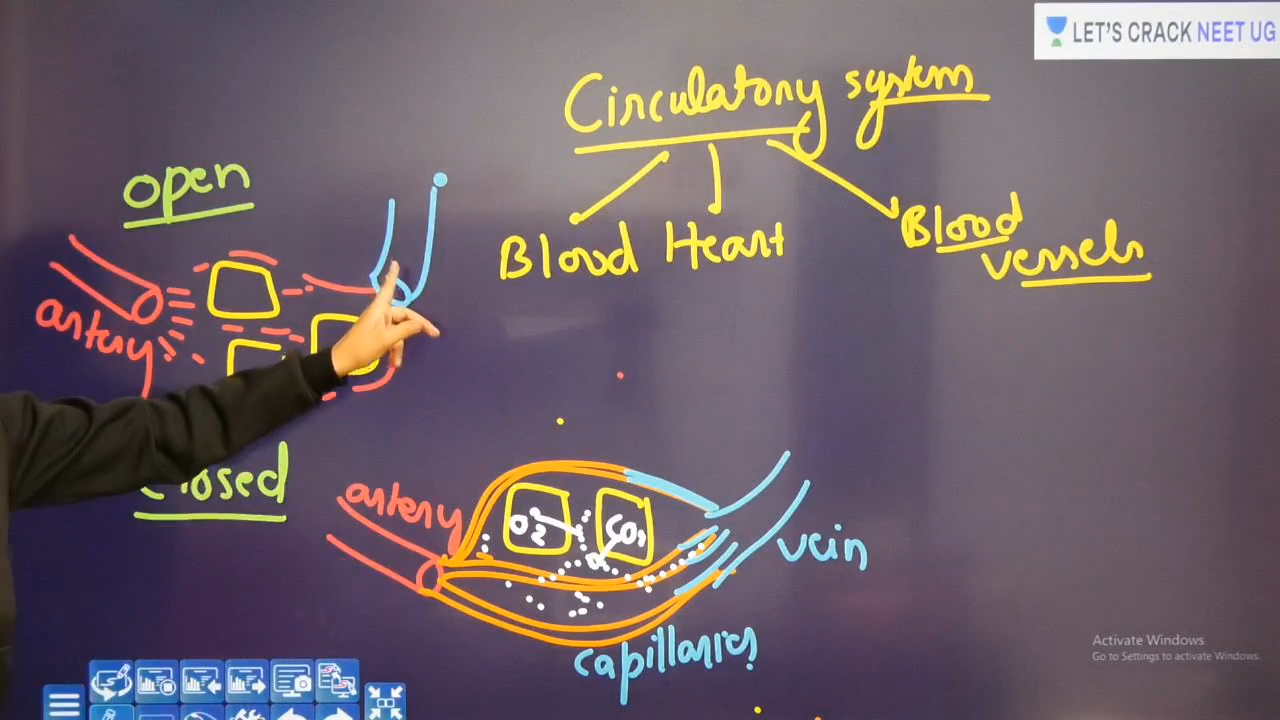 LET'S CRACK NEET UG
Circulatory system
Blood Heart Blood vessels
open
artery
Closed
artery
O2 CO2
vein
capillaries
Activate Windows
Go to Settings to activate Windows.